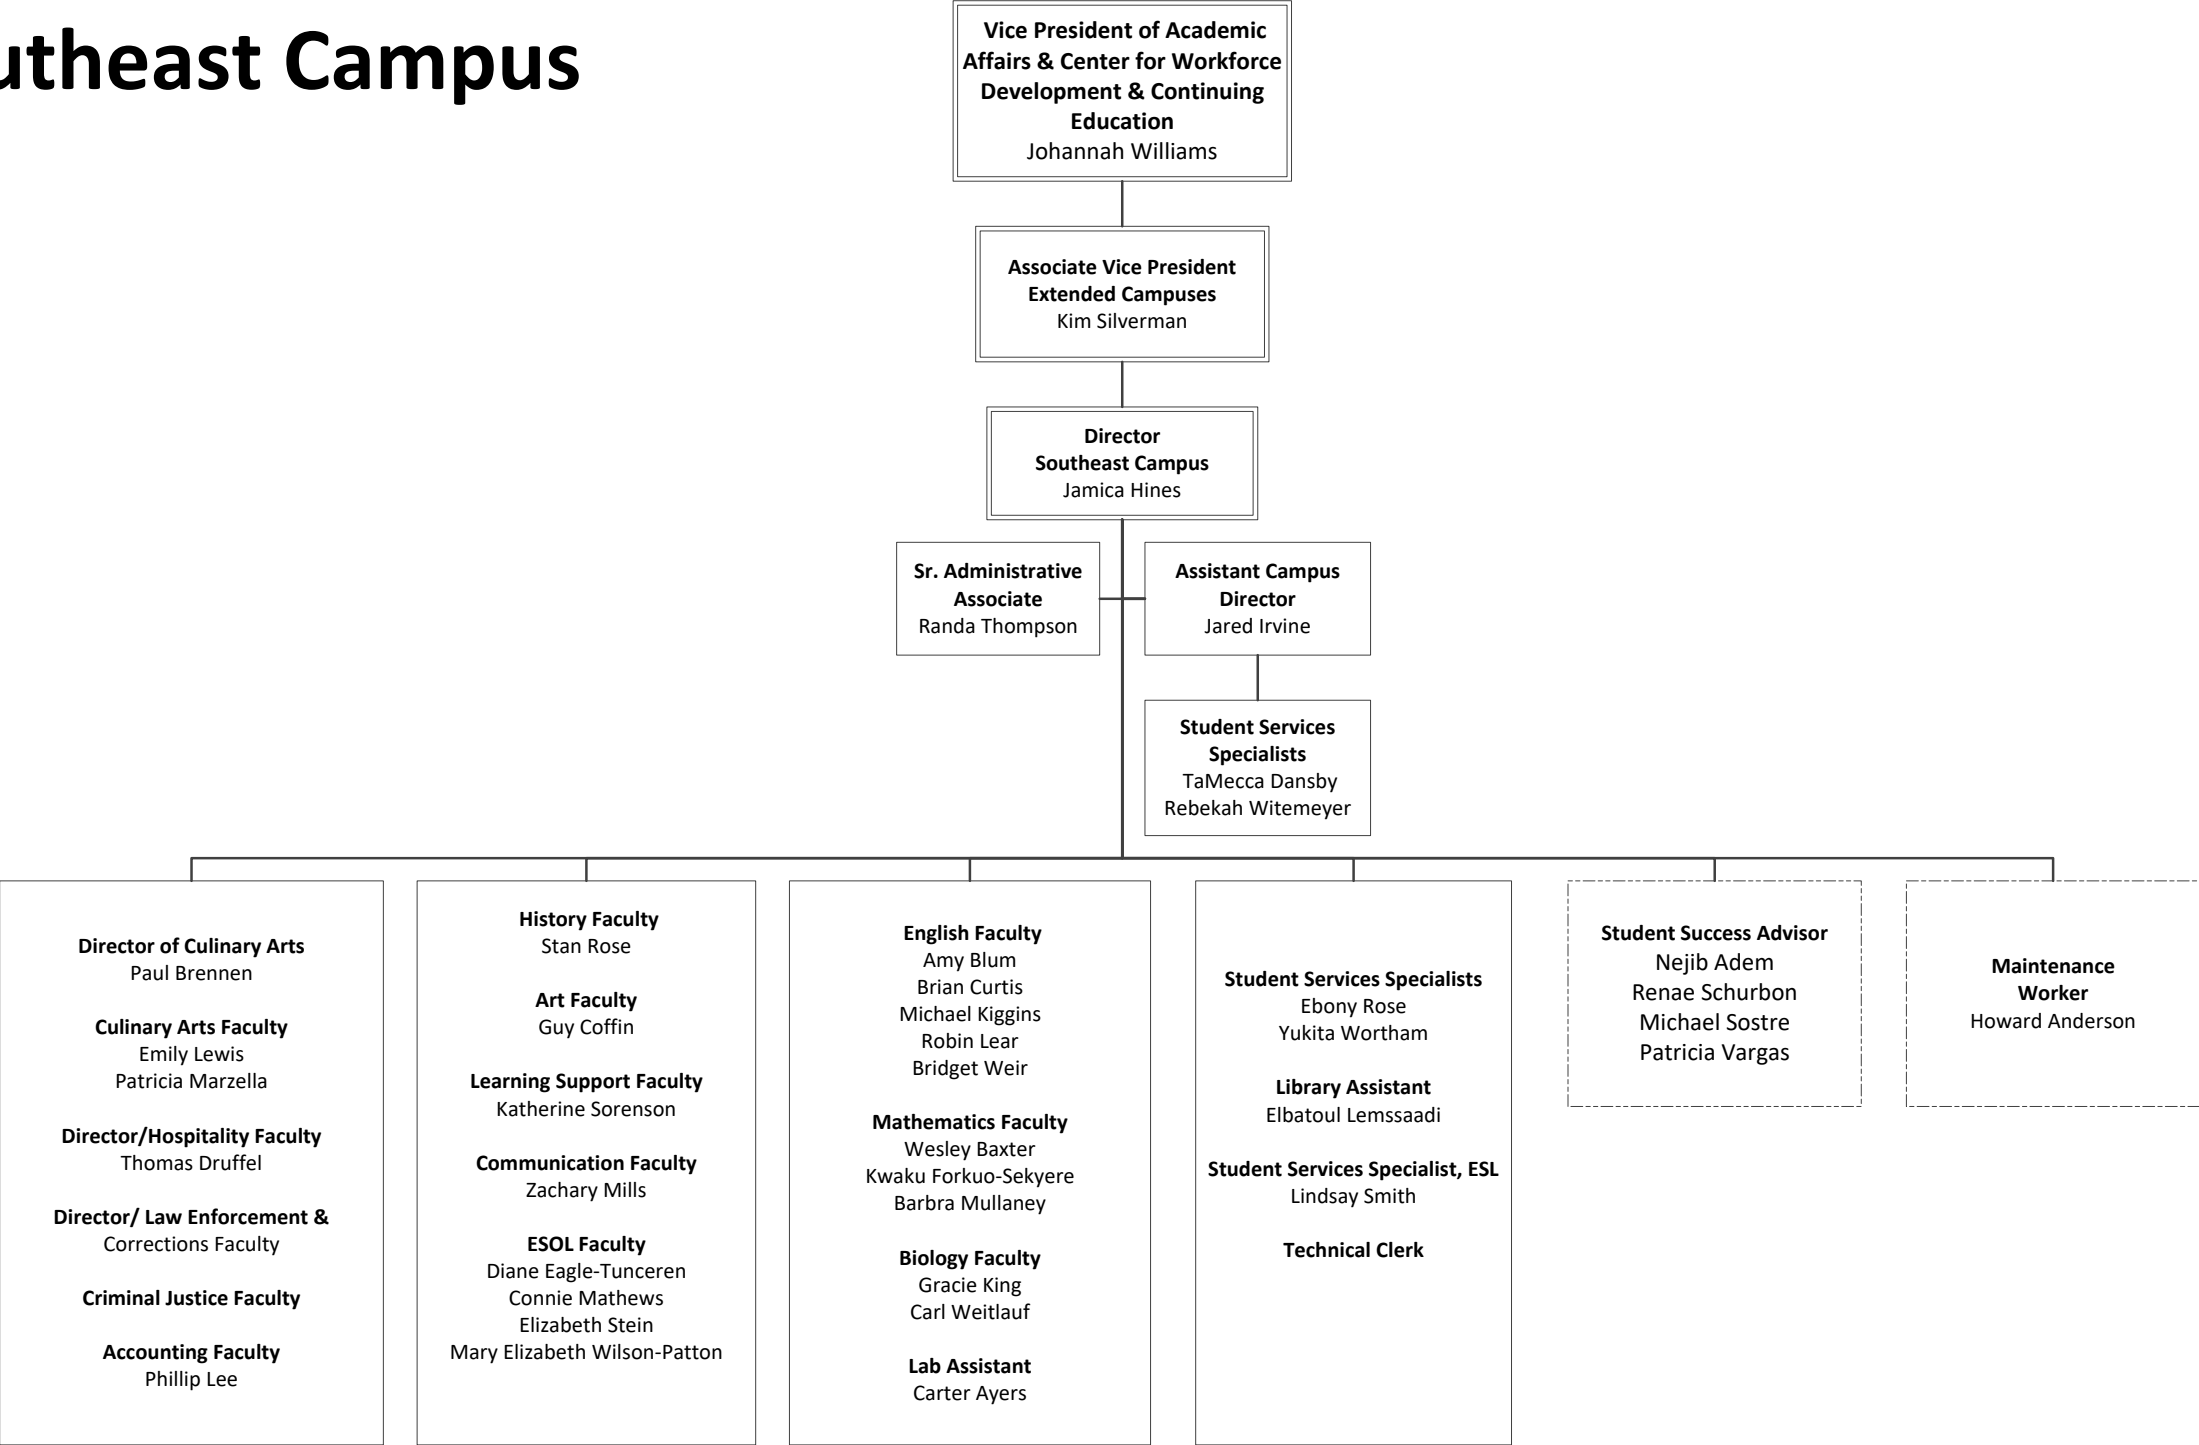 utheast Campus
Vice President of Academic
Affairs & Center for Workforce
Development & Continuing
Education
Johannah Williams
Associate Vice President
Extended Campuses
Kim Silverman
Director
Southeast Campus
Jamica Hines
Sr. Administrative
Associate
Randa Thompson
Assistant Campus
Director
Jared Irvine
Student Services
Specialists
TaMecca Dansby
Rebekah Witemeyer
Director of Culinary Arts
Paul Brennen
Culinary Arts Faculty
Emily Lewis
Patricia Marzella
Director/Hospitality Faculty
Thomas Druffel
Director/ Law Enforcement &
Corrections Faculty
Criminal Justice Faculty
Accounting Faculty
Phillip Lee
History Faculty
Stan Rose
Art Faculty
Guy Coffin
Learning Support Faculty
Katherine Sorenson
Communication Faculty
Zachary Mills
ESOL Faculty
Diane Eagle-Tunceren
Connie Mathews
Elizabeth Stein
Mary Elizabeth Wilson-Patton
English Faculty
Amy Blum
Brian Curtis
Michael Kiggins
Robin Lear
Bridget Weir
Mathematics Faculty
Wesley Baxter
Kwaku Forkuo-Sekyere
Barbra Mullaney
Biology Faculty
Gracie King
Carl Weitlauf
Lab Assistant
Carter Ayers
Student Services Specialists
Ebony Rose
Yukita Wortham
Library Assistant
Elbatoul Lemssaadi
Student Services Specialist, ESL
Lindsay Smith
Technical Clerk
Student Success Advisor
Nejib Adem
Renae Schurbon
Michael Sostre
Patricia Vargas
Maintenance
Worker
Howard Anderson